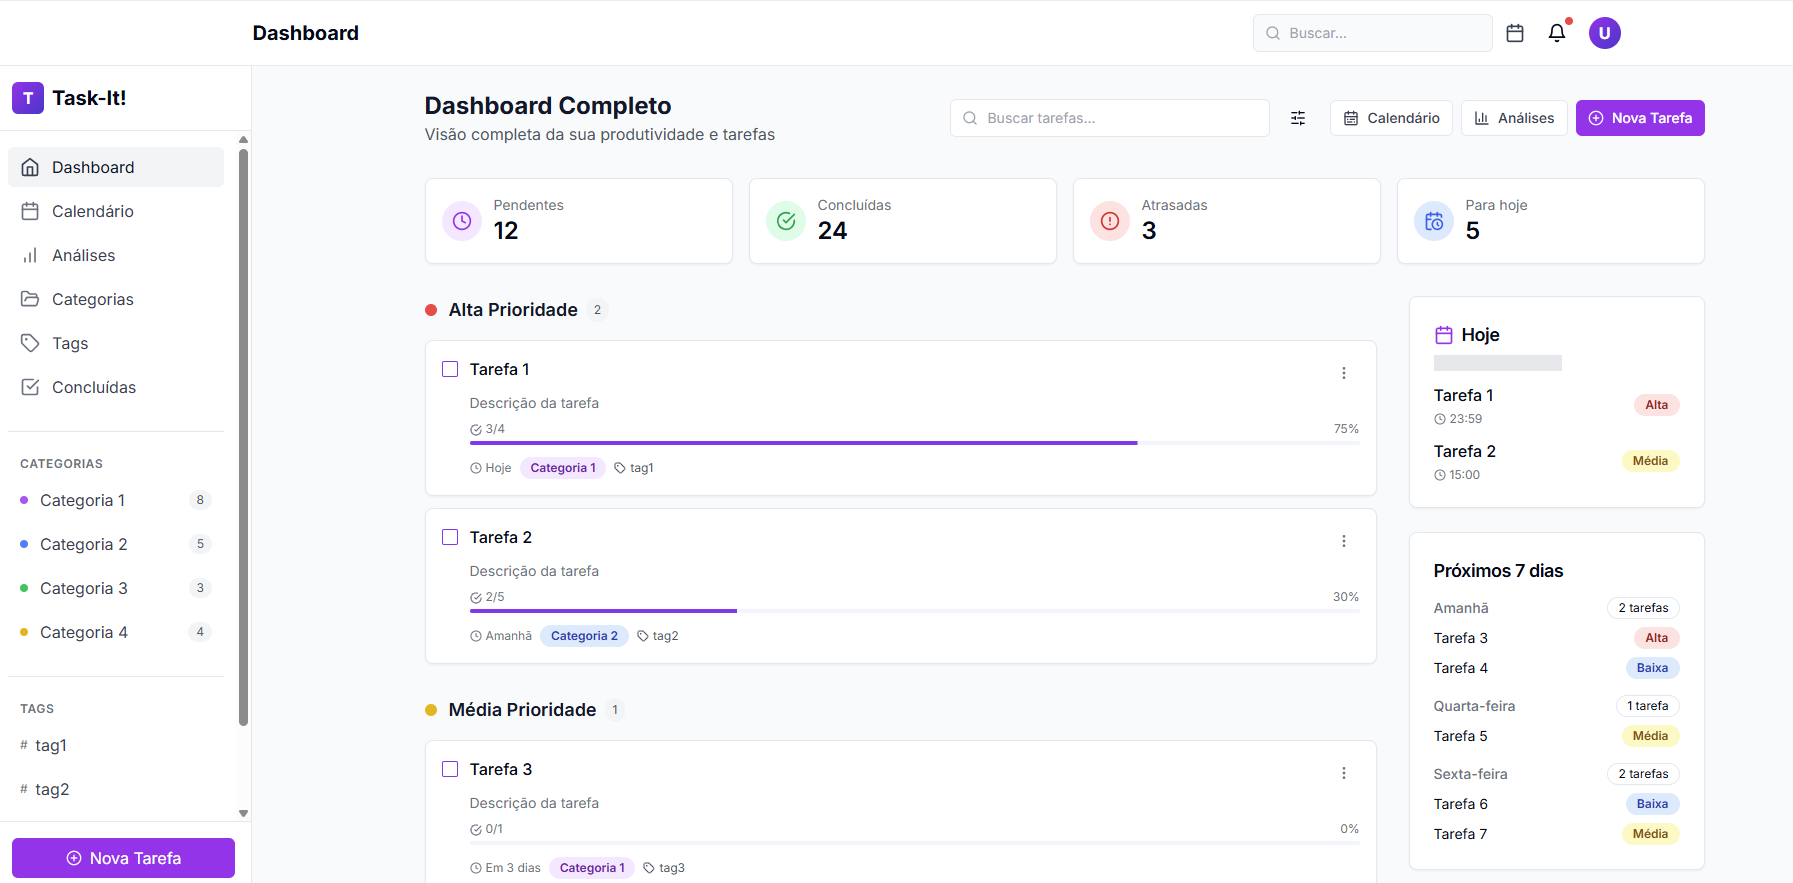 Dashboard
Buscar...
U
T
Task-It!
Dashboard
Calendário
Análises
Categorias
Tags
Concluídas
CATEGORIAS
Categoria 1
8
Categoria 2
5
Categoria 3
3
Categoria 4
4
TAGS
# tag1
# tag2
Nova Tarefa
Dashboard Completo
Visão completa da sua produtividade e tarefas
Buscar tarefas...
Calendário
Análises
Nova Tarefa
Pendentes
12
Concluídas
24
Atrasadas
3
Para hoje
5
Alta Prioridade 2
Tarefa 1
Descrição da tarefa
3/4
75%
Hoje Categoria 1 tag1
Tarefa 2
Descrição da tarefa
2/5
30%
Amanhã Categoria 2 tag2
Média Prioridade 1
Tarefa 3
Descrição da tarefa
0/1
0%
Em 3 dias Categoria 1 tag3
Hoje
Tarefa 1
Alta
23:59
Tarefa 2
Média
15:00
Próximos 7 dias
Amanhã
2 tarefas
Tarefa 3
Alta
Tarefa 4
Baixa
Quarta-feira
1 tarefa
Tarefa 5
Média
Sexta-feira
2 tarefas
Tarefa 6
Baixa
Tarefa 7
Média